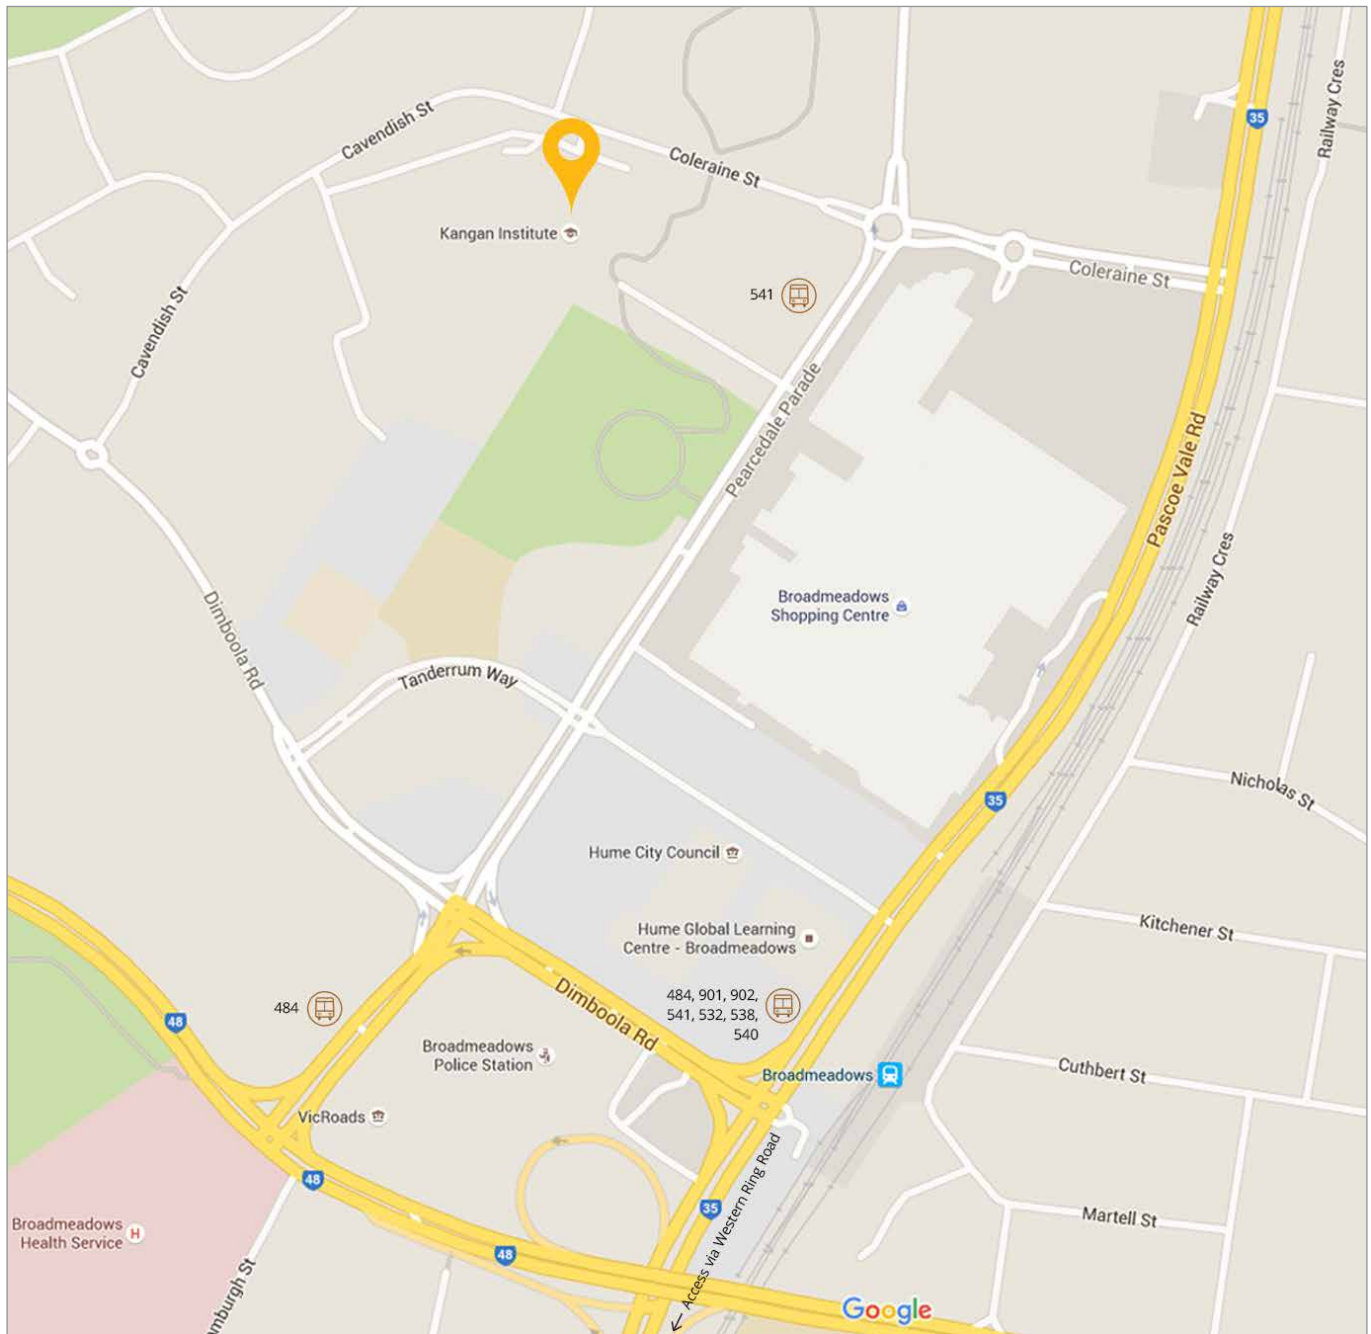 35
Railway Cres
Cavendish St
Coleraine St
Kangan Institute
Coleraine St
541
Cavendish St
Pearcedale Parade
Pascoe Vale Rd
Railway Cres
Broadmeadows
Shopping Centre
Dimboola Rd
Tanderrum Way
35
Nicholas St
Hume City Council
Kitchener St
Hume Global Learning
Centre - Broadmeadows
484
48
Dimboola Rd
484, 901, 902,
541, 532, 538,
540
Broadmeadows
Police Station
Broadmeadows
Cuthbert St
VicRoads
48
35
Access via Western Ring Road
Martell St
Broadmeadows
Health Service
H
48
mburgh St
Google